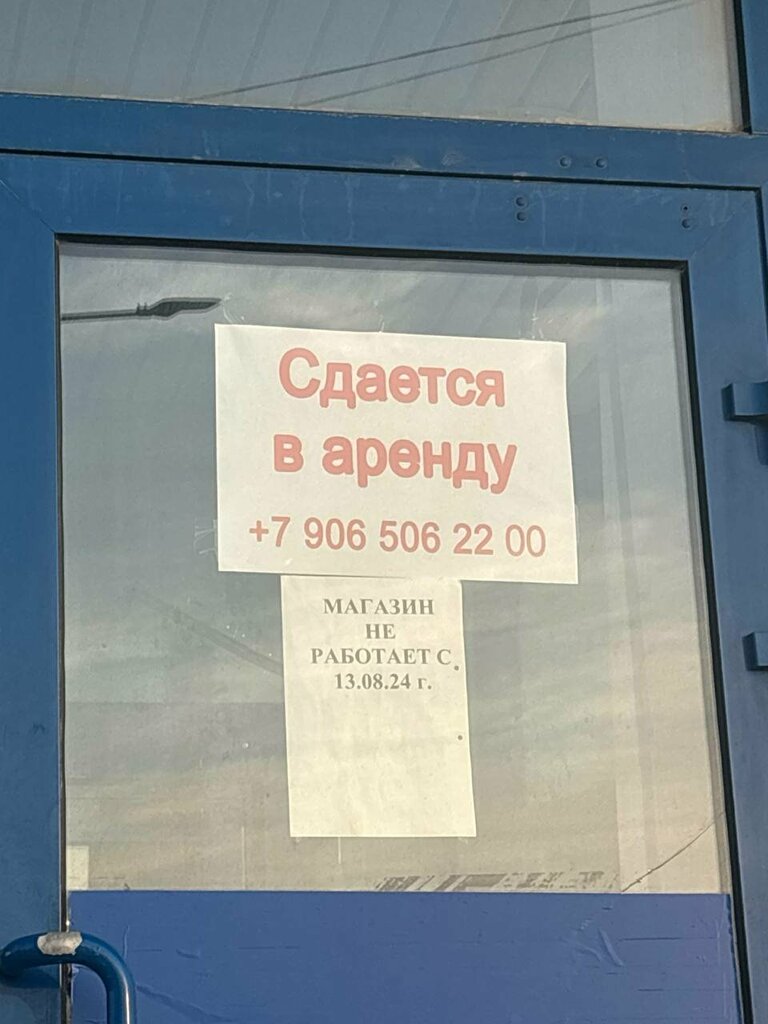 Сдается
в аренду
+7 906 506 22 00
МАГАЗИН
НЕ
РАБОТАЕТ С
13.08.24 г.